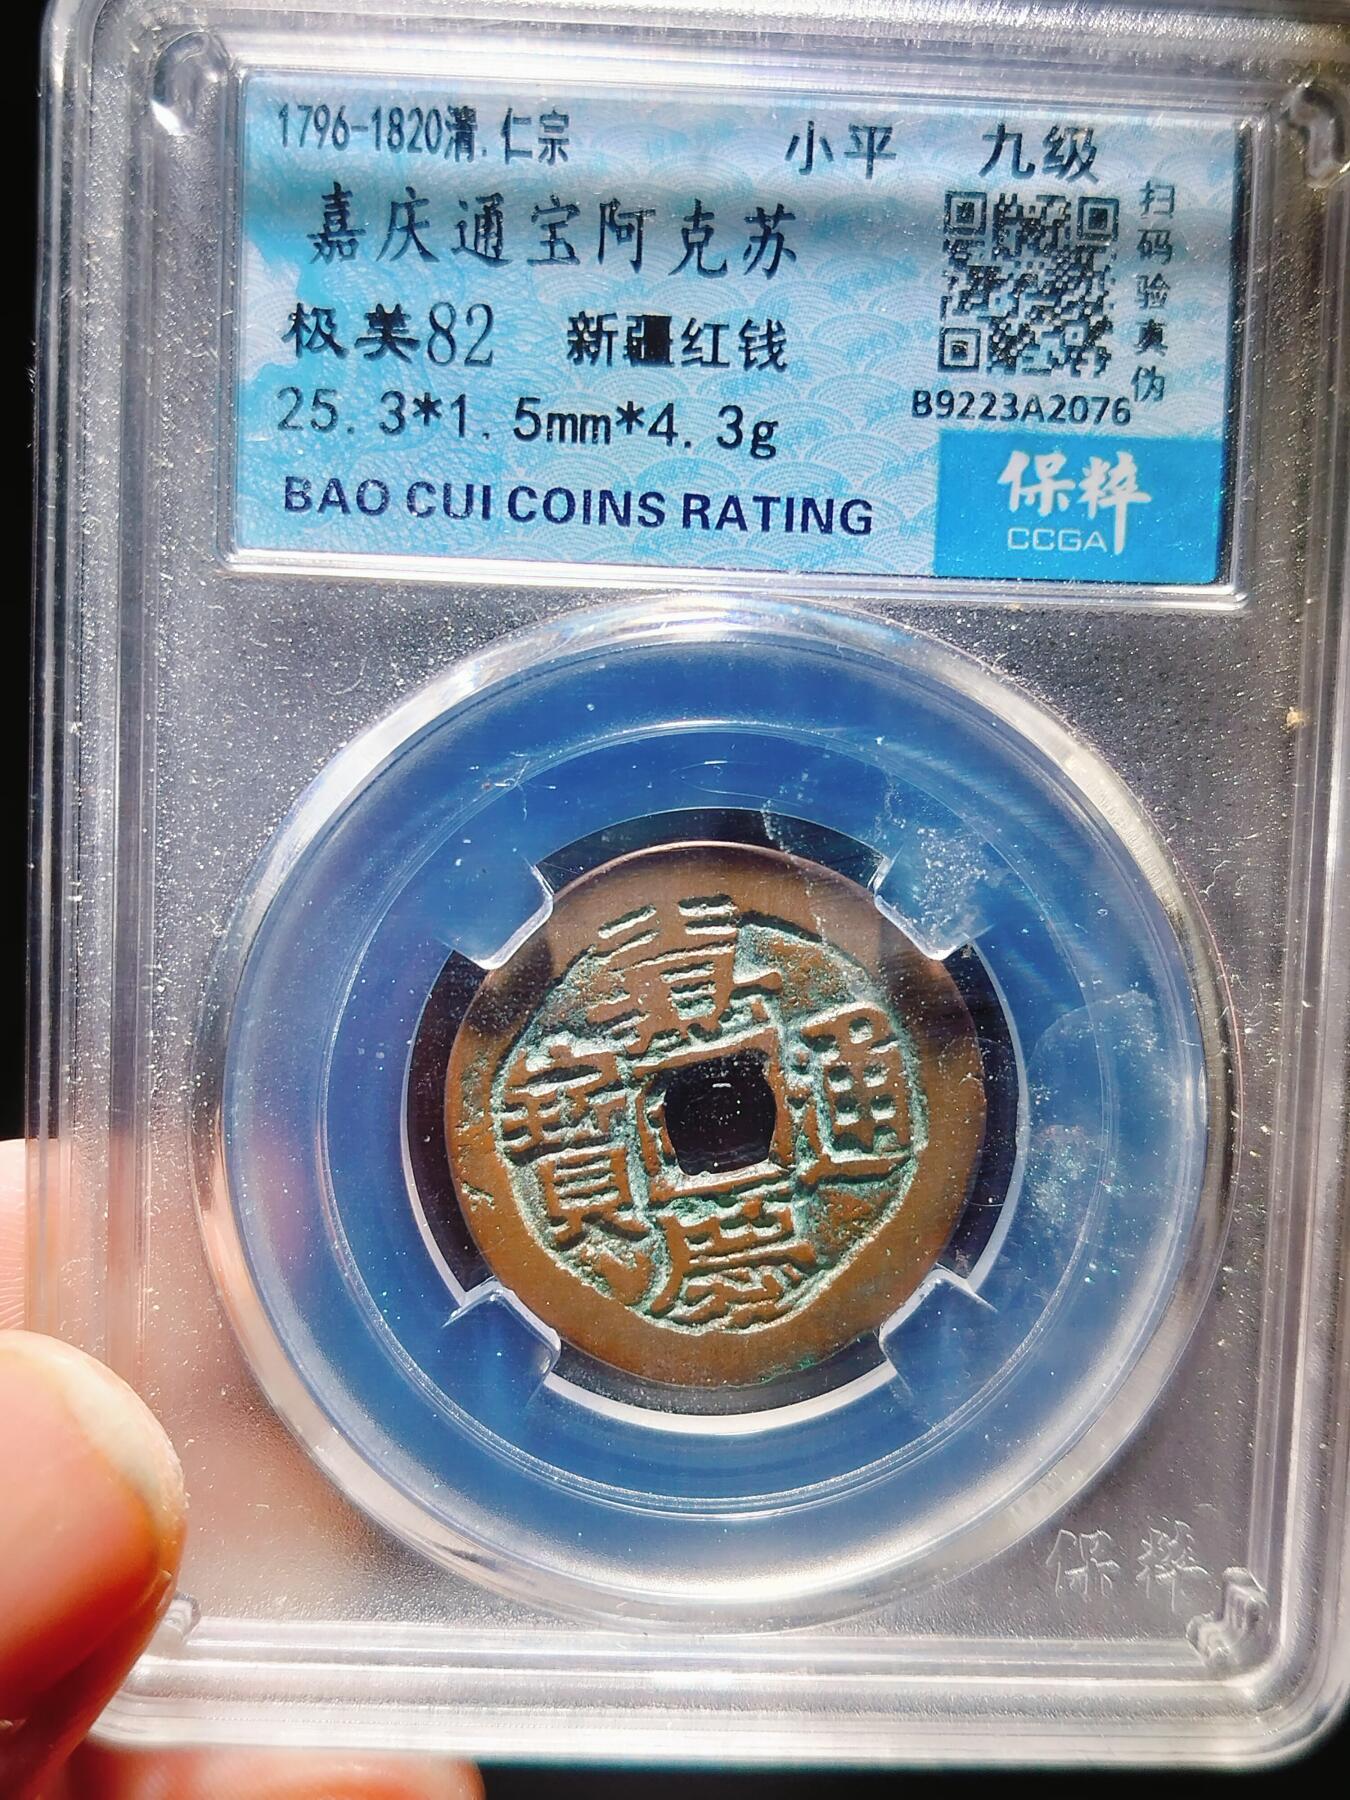 1796-1820清.仁宗 小平 九级
嘉庆通宝阿克苏
极美82 新疆红钱
25.3*1.5mm*4.3g
BAO CUI COINS RATING
扫码验真伪
B9223A2076
保粹
CCGA
嘉
慶
通
寶
保粹